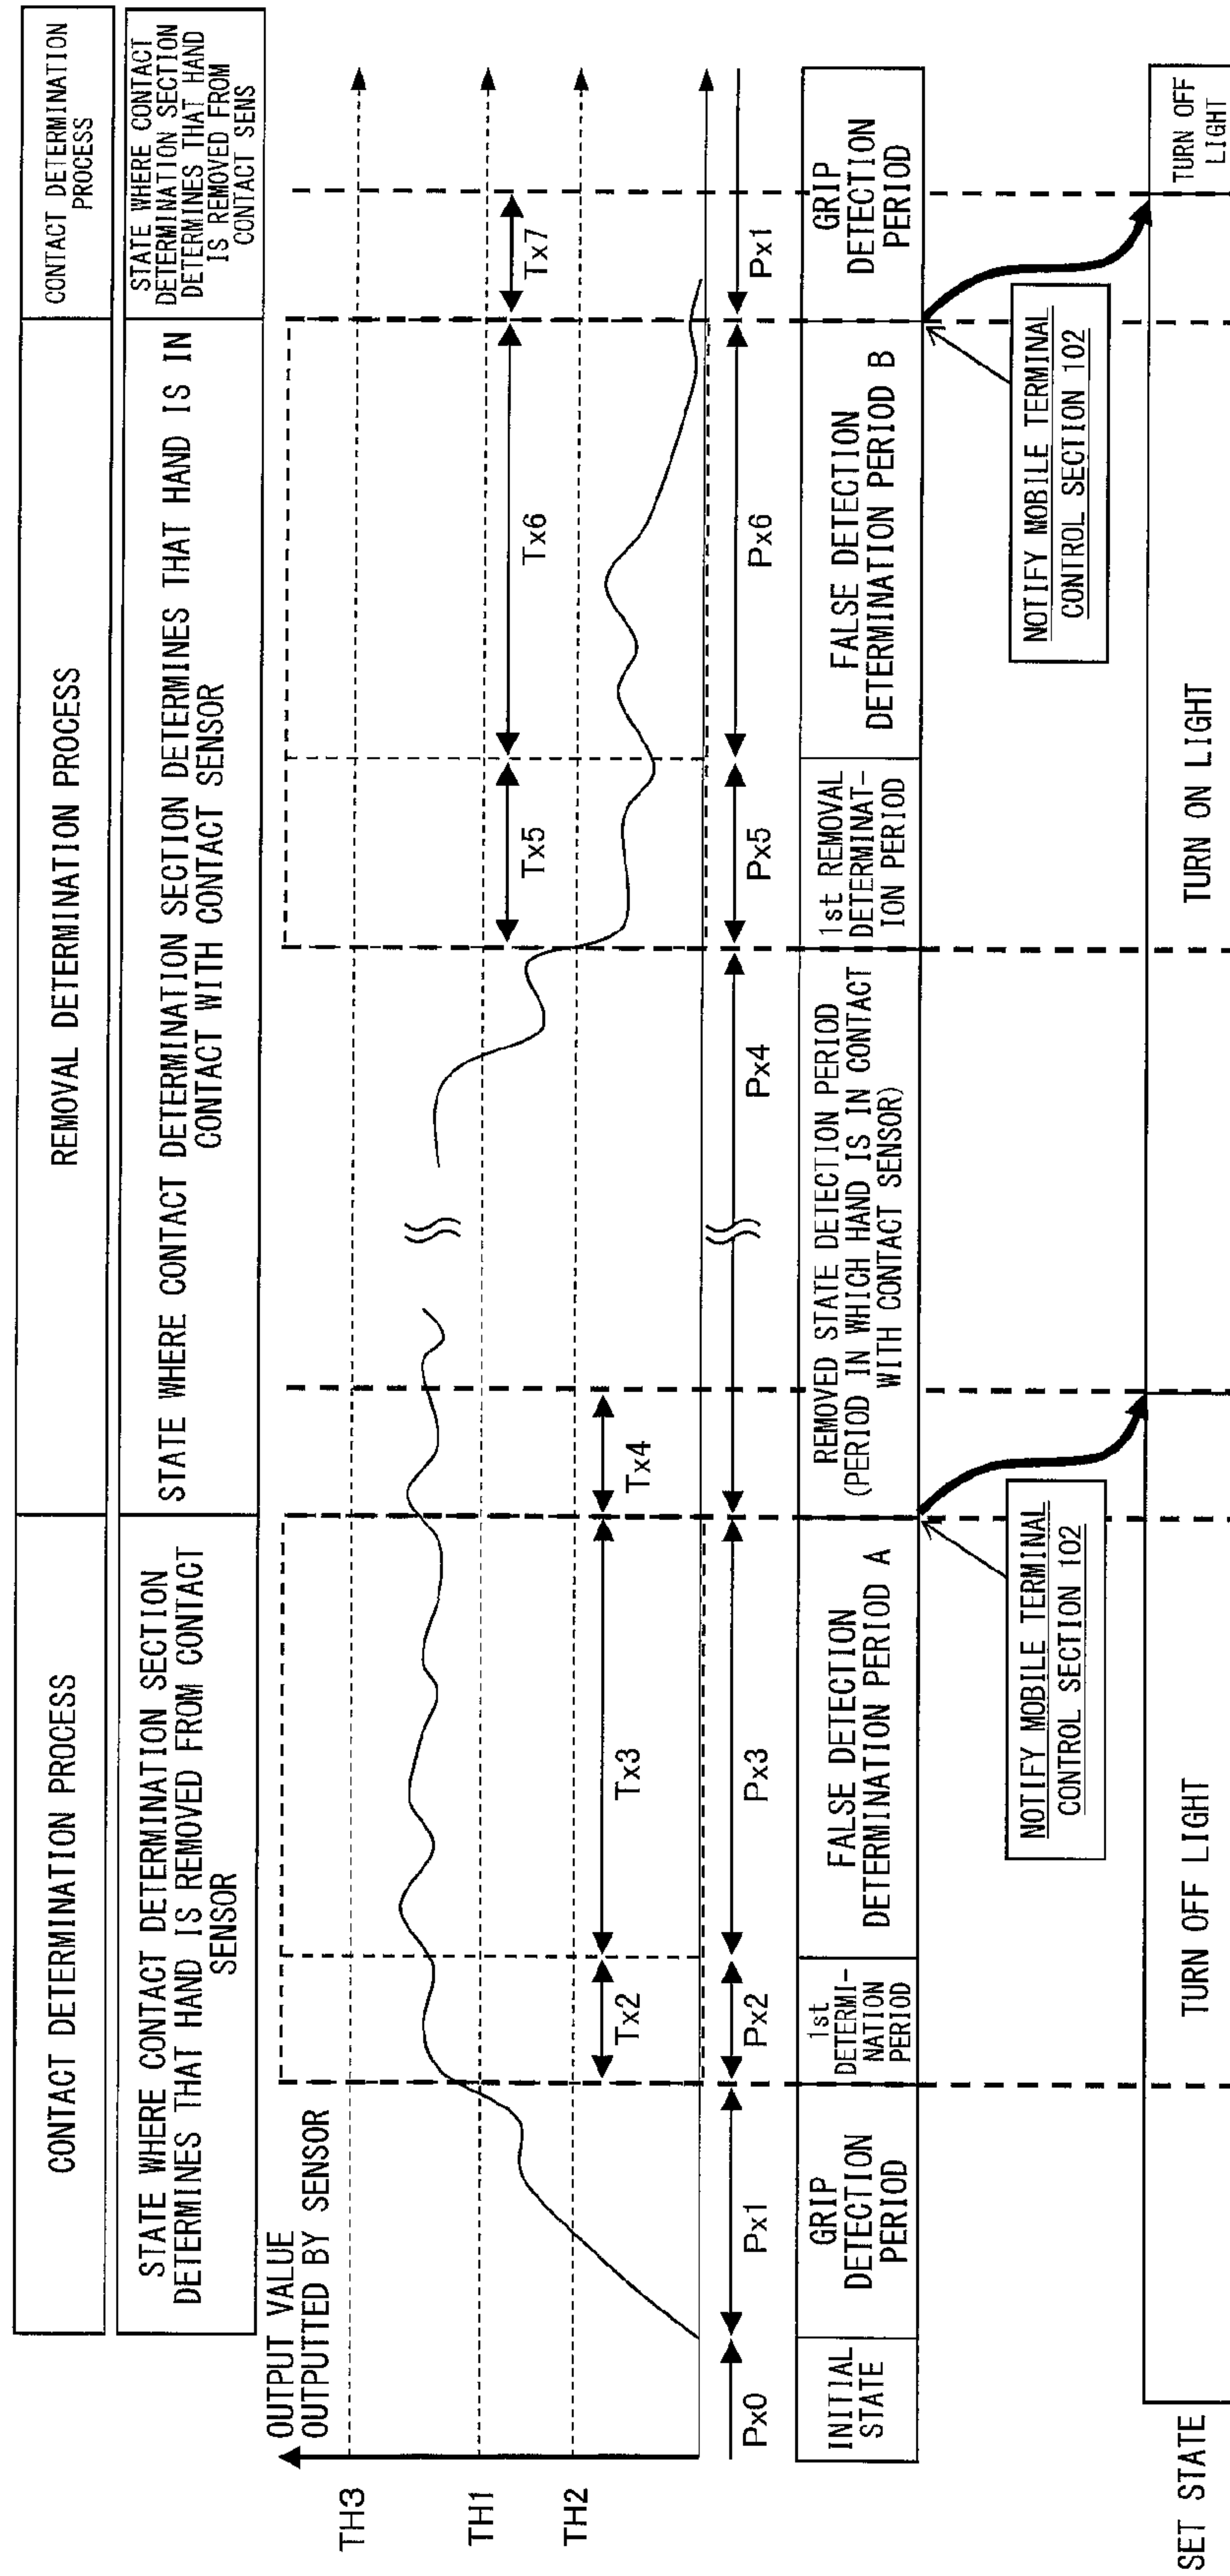 CONTACT DETERMINATION PROCESS
REMOVAL DETERMINATION PROCESS
CONTACT DETERMINATION
PROCESS
STATE WHERE CONTACT DETERMINATION SECTION
DETERMINES THAT HAND IS REMOVED FROM CONTACT
SENSOR
STATE WHERE CONTACT DETERMINATION SECTION DETERMINES THAT HAND IS IN
CONTACT WITH CONTACT SENSOR
STATE WHERE CONTACT
DETERMINATION SECTION
DETERMINES THAT HAND
IS REMOVED FROM
CONTACT SENS
OUTPUT VALUE
OUTPUTTED BY SENSOR
TH3
TH1
TH2
Tx2
Tx3
Tx4
Tx5
Tx6
Tx7
Px0
Px1
Px2
Px3
Px4
Px5
Px6
Px1
INITIAL
STATE
GRIP
DETECTION
PERIOD
1st
DETERMI-
NATION
PERIOD
FALSE DETECTION
DETERMINATION PERIOD A
REMOVED STATE DETECTION PERIOD
(PERIOD IN WHICH HAND IS IN CONTACT
WITH CONTACT SENSOR)
1st REMOVAL
DETERMINAT-
ION PERIOD
FALSE DETECTION
DETERMINATION PERIOD B
GRIP
DETECTION
PERIOD
NOTIFY MOBILE TERMINAL
CONTROL SECTION 102
NOTIFY MOBILE TERMINAL
CONTROL SECTION 102
SET STATE
TURN OFF LIGHT
TURN ON LIGHT
TURN OFF
LIGHT